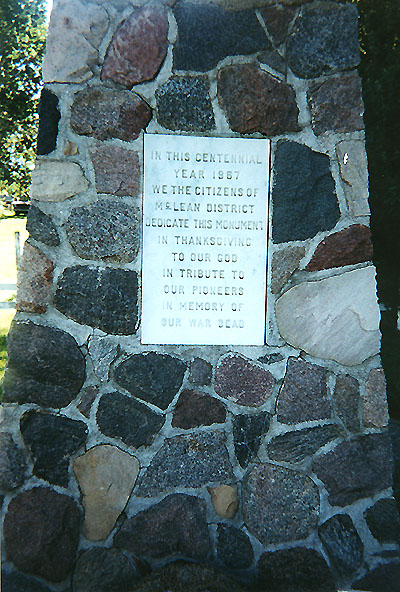 IN THIS CENTENNIAL
YEAR 1967
WE THE CITIZENS OF
McLEAN DISTRICT
DEDICATE THIS MONUMENT
IN THANKSGIVING
TO OUR GOD
IN TRIBUTE TO
OUR PIONEERS
IN MEMORY OF
OUR WAR DEAD